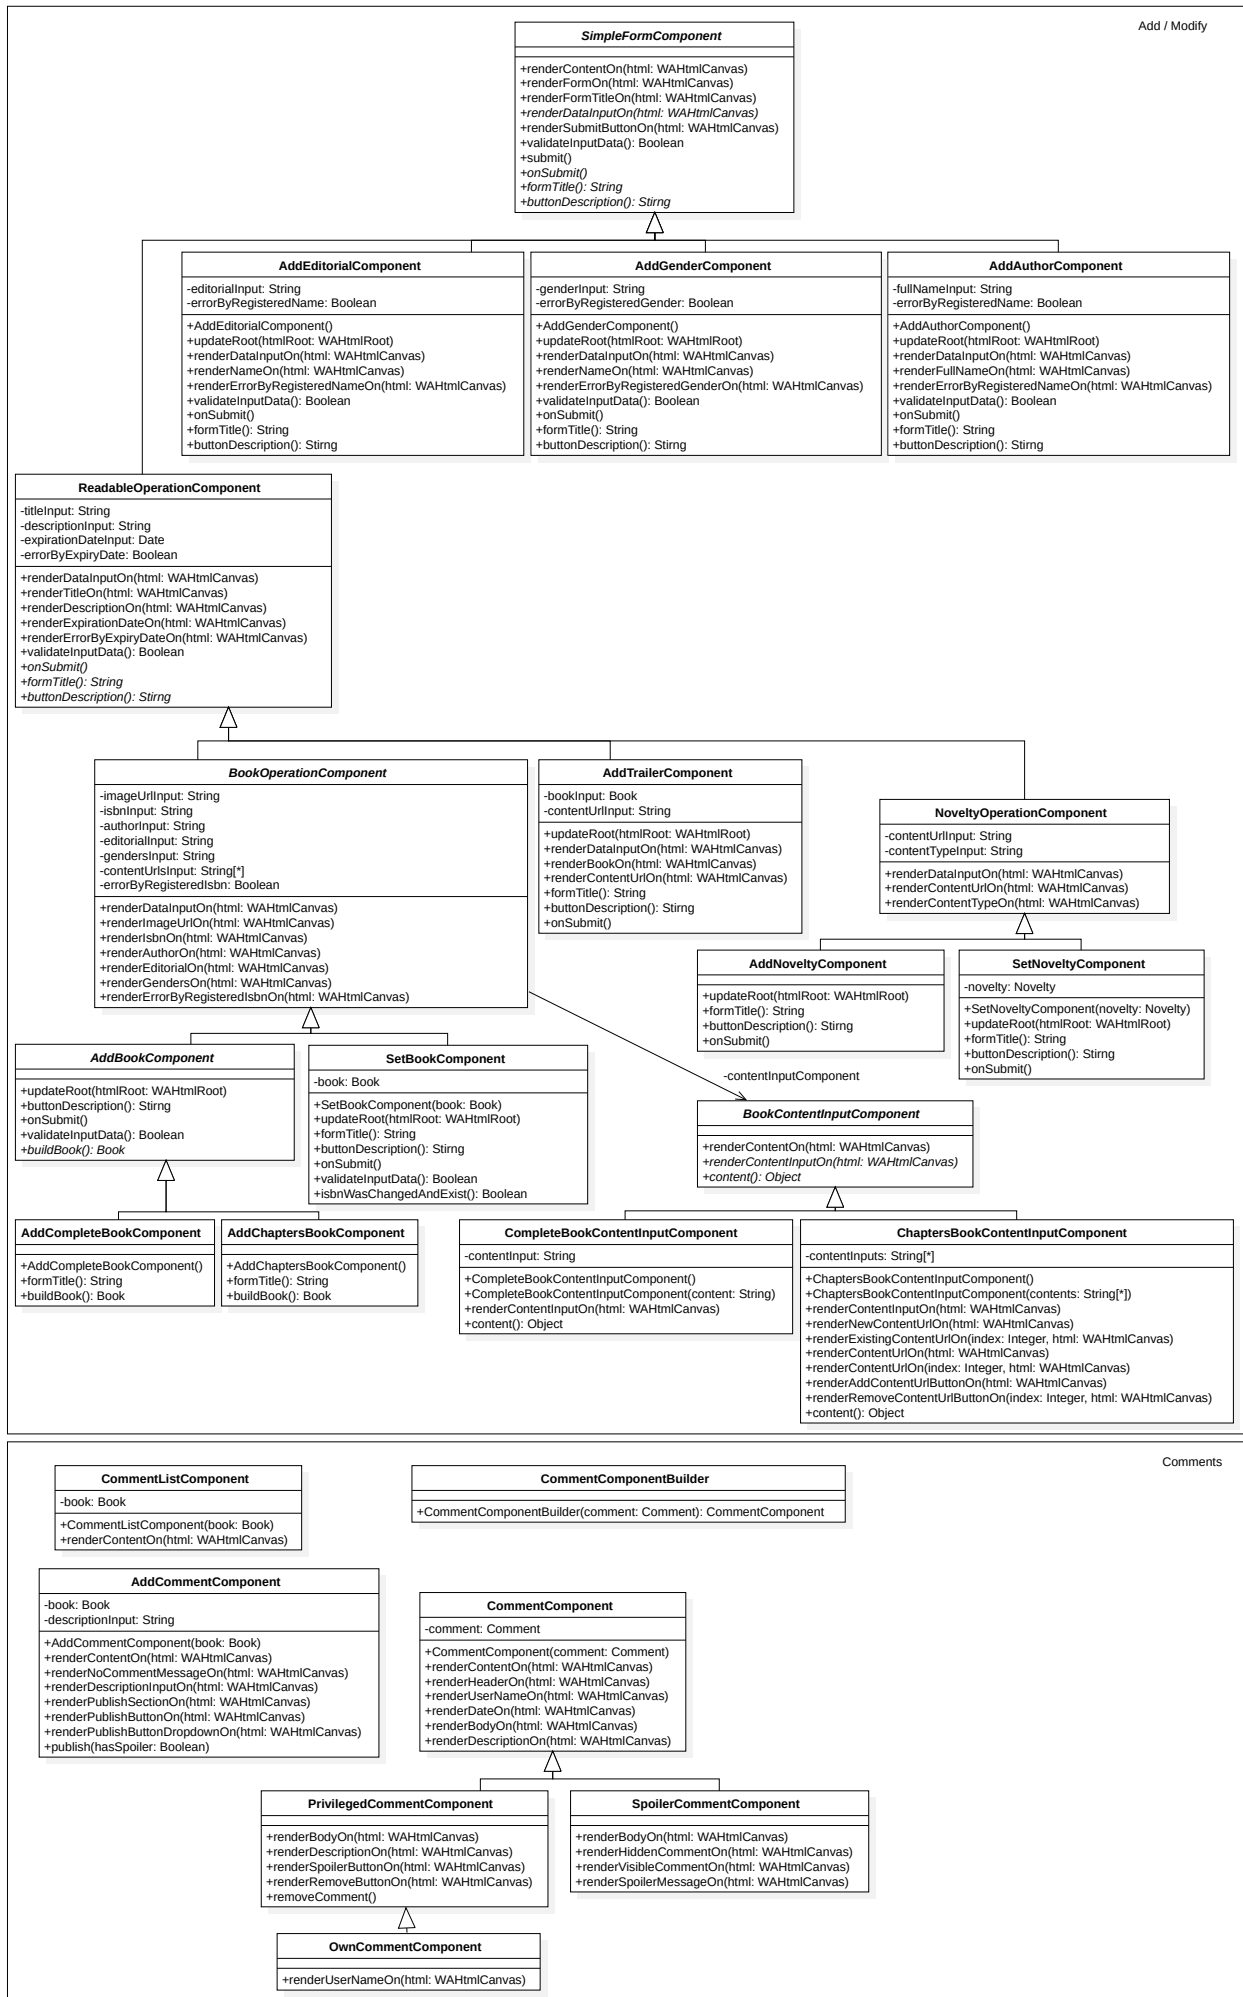 Add / Modify
SimpleFormComponent
+renderContentOn(html: WAHtmlCanvas)
+renderFormOn(html: WAHtmlCanvas)
+renderFormTitleOn(html: WAHtmlCanvas)
+renderDataInputOn(html: WAHtmlCanvas)
+renderSubmitButtonOn(html: WAHtmlCanvas)
+validateInputData(): Boolean
+submit()
+onSubmit()
+formTitle(): String
+buttonDescription(): Stirng
AddEditorialComponent
-editorialInput: String
-errorByRegisteredName: Boolean
+AddEditorialComponent()
+updateRoot(htmlRoot: WAHtmlRoot)
+renderDataInputOn(html: WAHtmlCanvas)
+renderNameOn(html: WAHtmlCanvas)
+renderErrorByRegisteredNameOn(html: WAHtmlCanvas)
+validateInputData(): Boolean
+onSubmit()
+formTitle(): String
+buttonDescription(): Stirng
AddGenderComponent
-genderInput: String
-errorByRegisteredGender: Boolean
+AddGenderComponent()
+updateRoot(htmlRoot: WAHtmlRoot)
+renderDataInputOn(html: WAHtmlCanvas)
+renderNameOn(html: WAHtmlCanvas)
+renderErrorByRegisteredGenderOn(html: WAHtmlCanvas)
+validateInputData(): Boolean
+onSubmit()
+formTitle(): String
+buttonDescription(): Stirng
AddAuthorComponent
-fullNameInput: String
-errorByRegisteredName: Boolean
+AddAuthorComponent()
+updateRoot(htmlRoot: WAHtmlRoot)
+renderDataInputOn(html: WAHtmlCanvas)
+renderFullNameOn(html: WAHtmlCanvas)
+renderErrorByRegisteredNameOn(html: WAHtmlCanvas)
+validateInputData(): Boolean
+onSubmit()
+formTitle(): String
+buttonDescription(): Stirng
ReadableOperationComponent
-titleInput: String
-descriptionInput: String
-expirationDateInput: Date
-errorByExpiryDate: Boolean
+renderDataInputOn(html: WAHtmlCanvas)
+renderTitleOn(html: WAHtmlCanvas)
+renderDescriptionOn(html: WAHtmlCanvas)
+renderExpirationDateOn(html: WAHtmlCanvas)
+renderErrorByExpiryDateOn(html: WAHtmlCanvas)
+validateInputData(): Boolean
+onSubmit()
+formTitle(): String
+buttonDescription(): Stirng
BookOperationComponent
-imageUrlInput: String
-isbnInput: String
-authorInput: String
-editorialInput: String
-gendersInput: String
-contentUrlsInput: String[*]
-errorByRegisteredIsbn: Boolean
+renderDataInputOn(html: WAHtmlCanvas)
+renderImageUrlOn(html: WAHtmlCanvas)
+renderIsbnOn(html: WAHtmlCanvas)
+renderAuthorOn(html: WAHtmlCanvas)
+renderEditorialOn(html: WAHtmlCanvas)
+renderGendersOn(html: WAHtmlCanvas)
+renderErrorByRegisteredIsbnOn(html: WAHtmlCanvas)
AddTrailerComponent
-bookInput: Book
-contentUrlInput: String
+updateRoot(htmlRoot: WAHtmlRoot)
+renderDataInputOn(html: WAHtmlCanvas)
+renderBookOn(html: WAHtmlCanvas)
+renderContentUrlOn(html: WAHtmlCanvas)
+formTitle(): String
+buttonDescription(): Stirng
+onSubmit()
NoveltyOperationComponent
-contentUrlInput: String
-contentTypeInput: String
+renderDataInputOn(html: WAHtmlCanvas)
+renderContentUrlOn(html: WAHtmlCanvas)
+renderContentTypeOn(html: WAHtmlCanvas)
AddNoveltyComponent
+updateRoot(htmlRoot: WAHtmlRoot)
+formTitle(): String
+buttonDescription(): Stirng
+onSubmit()
SetNoveltyComponent
-novelty: Novelty
+SetNoveltyComponent(novelty: Novelty)
+updateRoot(htmlRoot: WAHtmlRoot)
+formTitle(): String
+buttonDescription(): Stirng
+onSubmit()
AddBookComponent
+updateRoot(htmlRoot: WAHtmlRoot)
+buttonDescription(): Stirng
+onSubmit()
+validateInputData(): Boolean
+buildBook(): Book
SetBookComponent
-book: Book
+SetBookComponent(book: Book)
+updateRoot(htmlRoot: WAHtmlRoot)
+formTitle(): String
+buttonDescription(): Stirng
+onSubmit()
+validateInputData(): Boolean
+isbnWasChangedAndExist(): Boolean
-contentInputComponent
BookContentInputComponent
+renderContentOn(html: WAHtmlCanvas)
+renderContentInputOn(html: WAHtmlCanvas)
+content(): Object
AddCompleteBookComponent
+AddCompleteBookComponent()
+formTitle(): String
+buildBook(): Book
AddChaptersBookComponent
+AddChaptersBookComponent()
+formTitle(): String
+buildBook(): Book
CompleteBookContentInputComponent
-contentInput: String
+CompleteBookContentInputComponent()
+CompleteBookContentInputComponent(content: String)
+renderContentInputOn(html: WAHtmlCanvas)
+content(): Object
ChaptersBookContentInputComponent
-contentInputs: String[*]
+ChaptersBookContentInputComponent()
+ChaptersBookContentInputComponent(contents: String[*])
+renderContentInputOn(html: WAHtmlCanvas)
+renderNewContentUrlOn(html: WAHtmlCanvas)
+renderExistingContentUrlOn(index: Integer, html: WAHtmlCanvas)
+renderContentUrlOn(html: WAHtmlCanvas)
+renderContentUrlOn(index: Integer, html: WAHtmlCanvas)
+renderAddContentUrlButtonOn(html: WAHtmlCanvas)
+renderRemoveContentUrlButtonOn(index: Integer, html: WAHtmlCanvas)
+content(): Object
Comments
CommentListComponent
-book: Book
+CommentListComponent(book: Book)
+renderContentOn(html: WAHtmlCanvas)
CommentComponentBuilder
+CommentComponentBuilder(comment: Comment): CommentComponent
AddCommentComponent
-book: Book
-descriptionInput: String
+AddCommentComponent(book: Book)
+renderContentOn(html: WAHtmlCanvas)
+renderNoCommentMessageOn(html: WAHtmlCanvas)
+renderDescriptionInputOn(html: WAHtmlCanvas)
+renderPublishSectionOn(html: WAHtmlCanvas)
+renderPublishButtonOn(html: WAHtmlCanvas)
+renderPublishButtonDropdownOn(html: WAHtmlCanvas)
+publish(hasSpoiler: Boolean)
CommentComponent
-comment: Comment
+CommentComponent(comment: Comment)
+renderContentOn(html: WAHtmlCanvas)
+renderHeaderOn(html: WAHtmlCanvas)
+renderUserNameOn(html: WAHtmlCanvas)
+renderDateOn(html: WAHtmlCanvas)
+renderBodyOn(html: WAHtmlCanvas)
+renderDescriptionOn(html: WAHtmlCanvas)
PrivilegedCommentComponent
+renderBodyOn(html: WAHtmlCanvas)
+renderDescriptionOn(html: WAHtmlCanvas)
+renderSpoilerButtonOn(html: WAHtmlCanvas)
+renderRemoveButtonOn(html: WAHtmlCanvas)
+removeComment()
SpoilerCommentComponent
+renderBodyOn(html: WAHtmlCanvas)
+renderHiddenCommentOn(html: WAHtmlCanvas)
+renderVisibleCommentOn(html: WAHtmlCanvas)
+renderSpoilerMessageOn(html: WAHtmlCanvas)
OwnCommentComponent
+renderUserNameOn(html: WAHtmlCanvas)